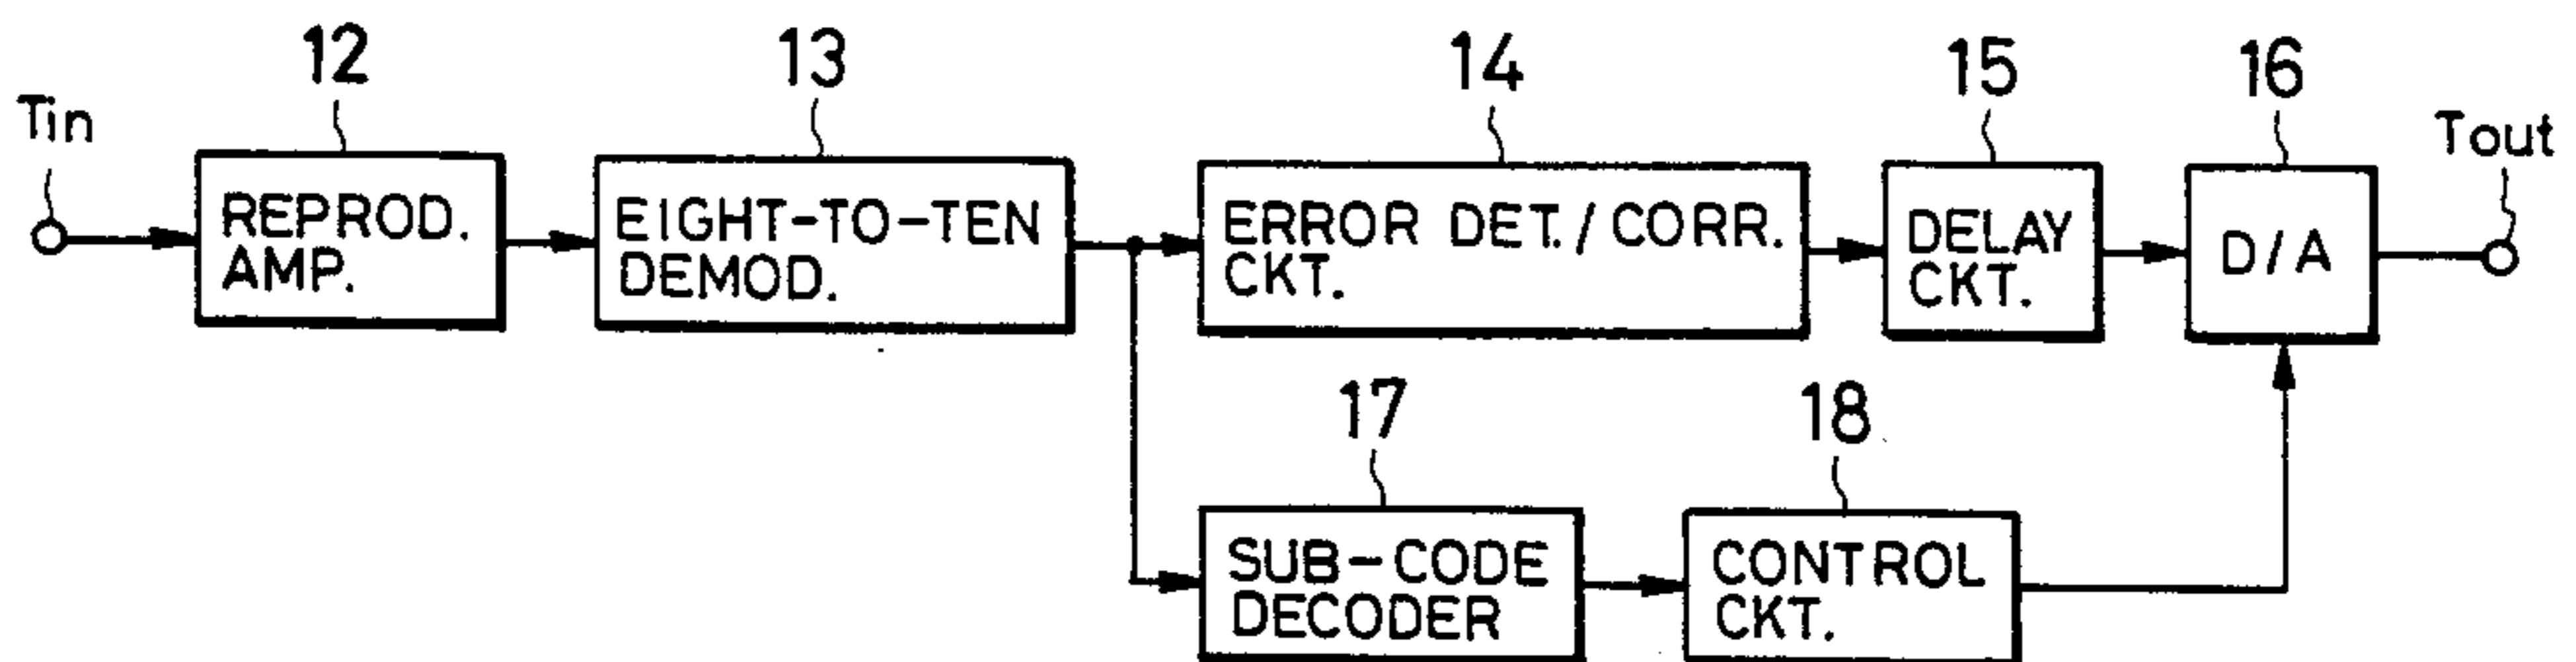 12
13
14
15
16
Tin
Tout
REPROD.
AMP.
EIGHT-TO-TEN
DEMOD.
ERROR DET./CORR.
CKT.
DELAY
CKT.
D/A
17
18
SUB-CODE
DECODER
CONTROL
CKT.